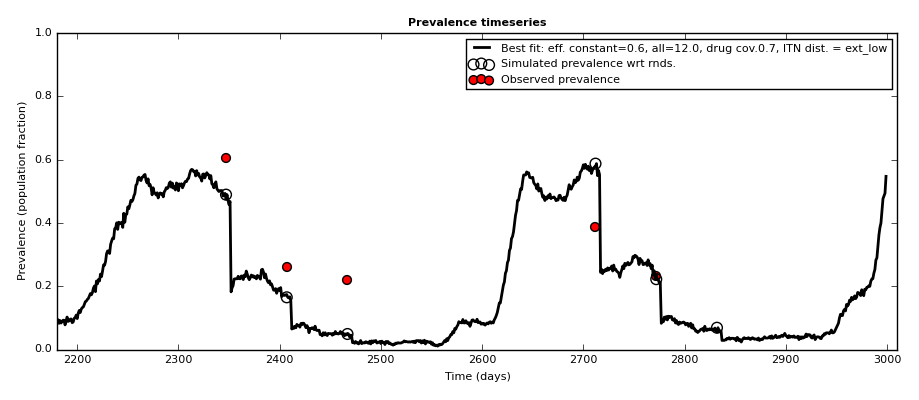 Prevalence timeseries
Best fit: eff. constant=0.6, all=12.0, drug cov.0.7, ITN dist. = ext_low
Simulated prevalence wrt rnds.
Observed prevalence
Prevalence (population fraction)
1.0
0.8
0.6
0.4
0.2
0.0
2200 2300 2400 2500 2600 2700 2800 2900 3000
Time (days)